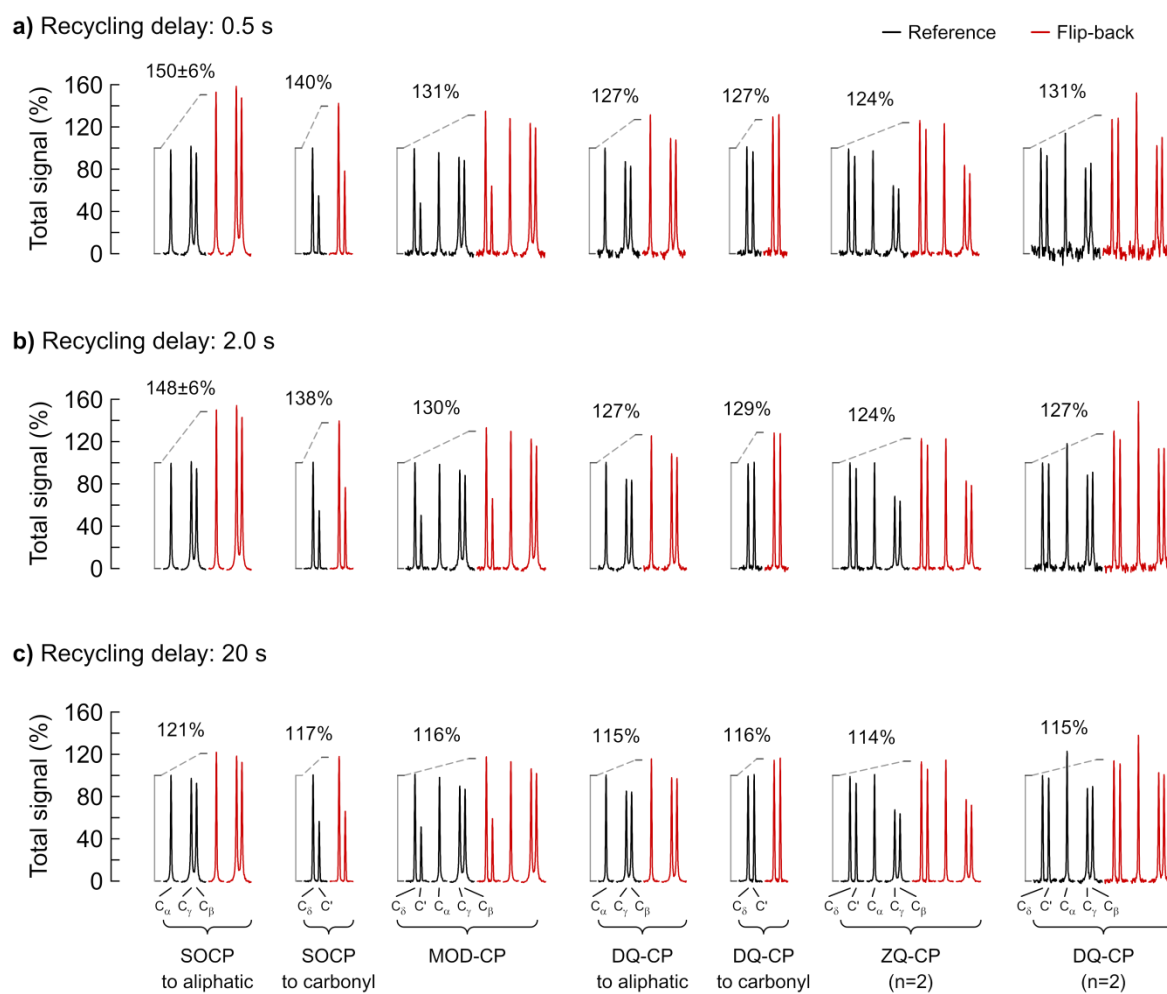 a) Recycling delay: 0.5 s
Reference
Flip-back
150±6%
140%
131%
127%
127%
124%
131%
Total signal (%)
160
120
80
40
0
b) Recycling delay: 2.0 s
148±6%
138%
130%
127%
129%
124%
127%
Total signal (%)
160
120
80
40
0
c) Recycling delay: 20 s
121%
117%
116%
115%
116%
114%
115%
Total signal (%)
160
120
80
40
0
Cα Cγ Cβ
Cδ C'
Cδ C' Cα Cγ Cβ
Cα Cγ Cβ
Cδ C'
Cδ C' Cα Cγ Cβ
Cδ C' Cα Cγ Cβ
SOCP
to aliphatic
SOCP
to carbonyl
MOD-CP
DQ-CP
to aliphatic
DQ-CP
to carbonyl
ZQ-CP
(n=2)
DQ-CP
(n=2)